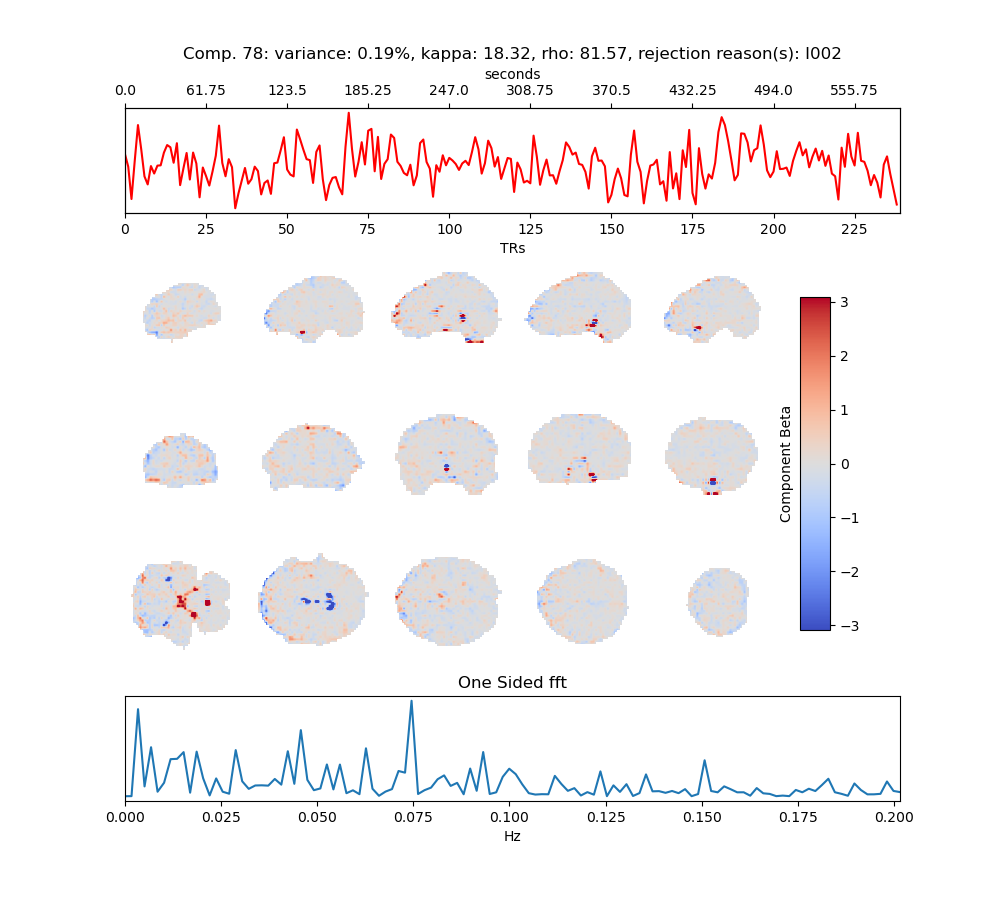 Comp. 78: variance: 0.19%, kappa: 18.32, rho: 81.57, rejection reason(s): I002
seconds
0.0 61.75 123.5 185.25 247.0 308.75 370.5 432.25 494.0 555.75
0 25 50 75 100 125 150 175 200 225
TRs
3
2
1
0
−1
−2
−3
Component Beta
One Sided fft
0.000 0.025 0.050 0.075 0.100 0.125 0.150 0.175 0.200
Hz